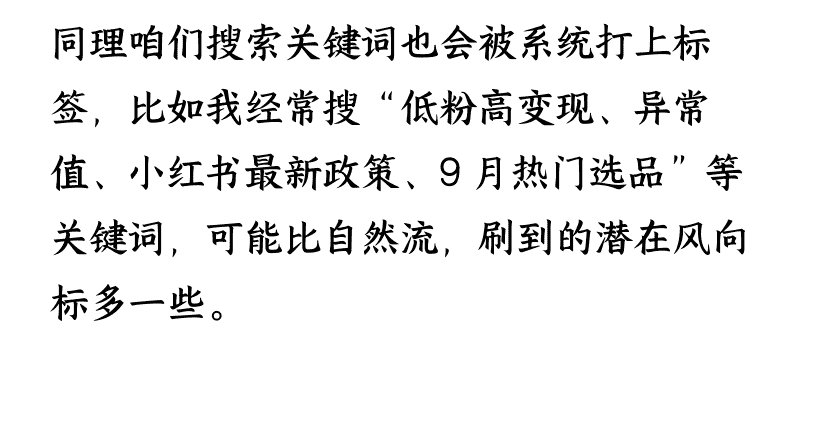 同理咱们搜索关键词也会被系统打上标
签，比如我经常搜“低粉高变现、异常
值、小红书最新政策、9月热门选品”等
关键词，可能比自然流，刷到的潜在风向
标多一些。